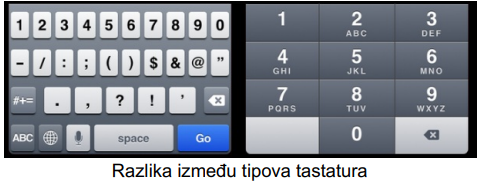 1 2 3 4 5 6 7 8 9 0
- / : ; ( ) $ & @ "
#+= . , ? ! '
ABC space Go
1 2 ABC 3 DEF
4 GHI 5 JKL 6 MNO
7 PQRS 8 TUV 9 WXYZ
0
Razlika između tipova tastatura